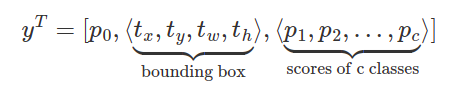 y^T = [p_0, ⟨t_x, t_y, t_w, t_h⟩, ⟨p_1, p_2, . . . , p_c⟩]
bounding box scores of c classes